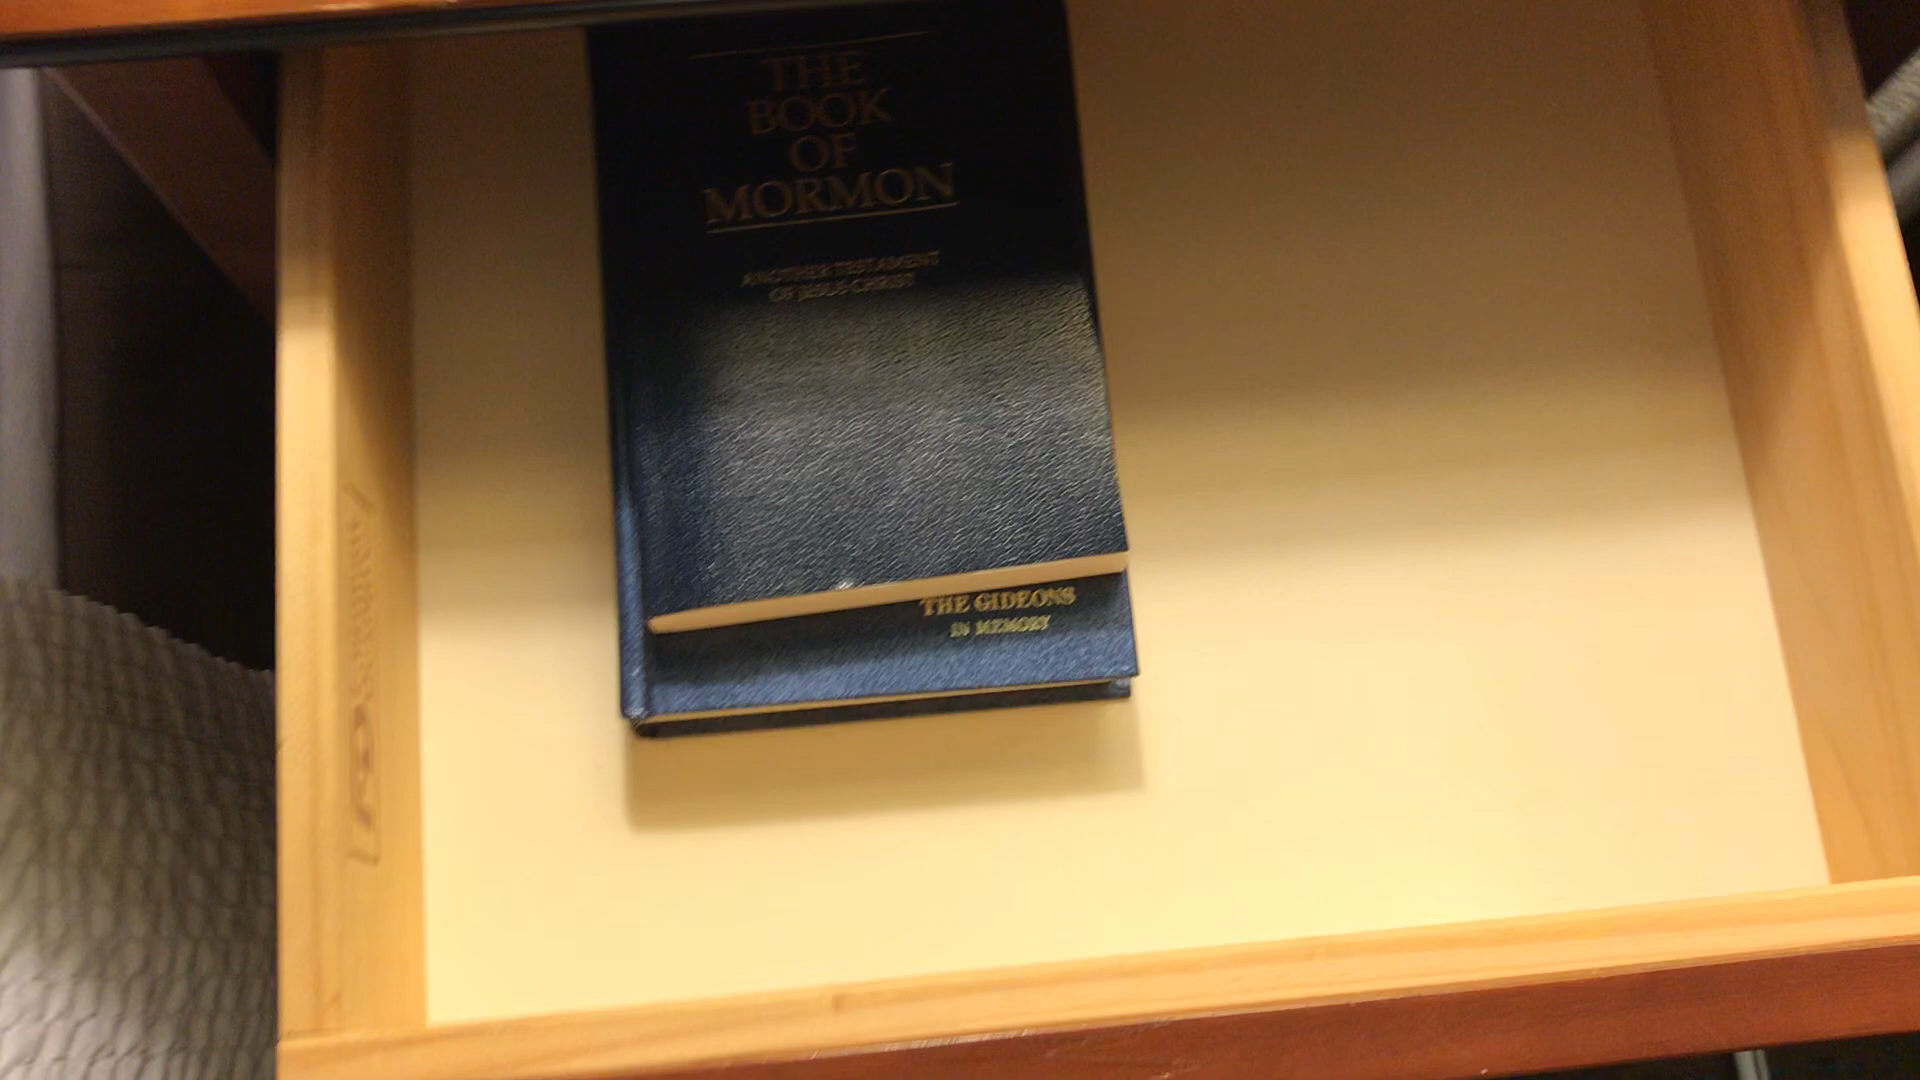 THE
BOOK
OF
MORMON
ANOTHER TESTAMENT
OF JESUS CHRIST
THE GIDEONS
IN MEMORY